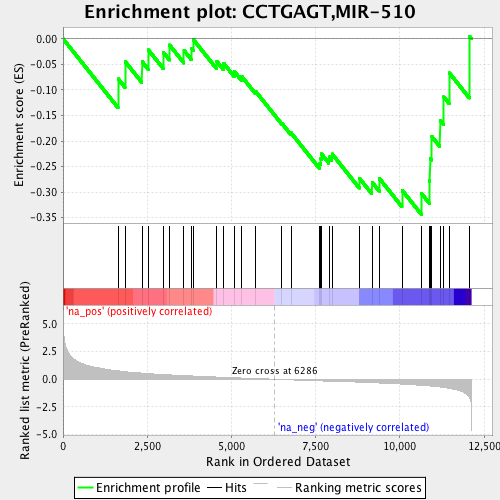 Enrichment plot: CCTGAGT,MIR-510
Enrichment score (ES)
0.00
-0.05
-0.10
-0.15
-0.20
-0.25
-0.30
-0.35
'na_pos' (positively correlated)
Ranked list metric (PreRanked)
5.0
2.5
0.0
-2.5
-5.0
Zero cross at 6286
'na_neg' (negatively correlated)
0 2,500 5,000 7,500 10,000 12,500
Rank in Ordered Dataset
Enrichment profile Hits Ranking metric scores